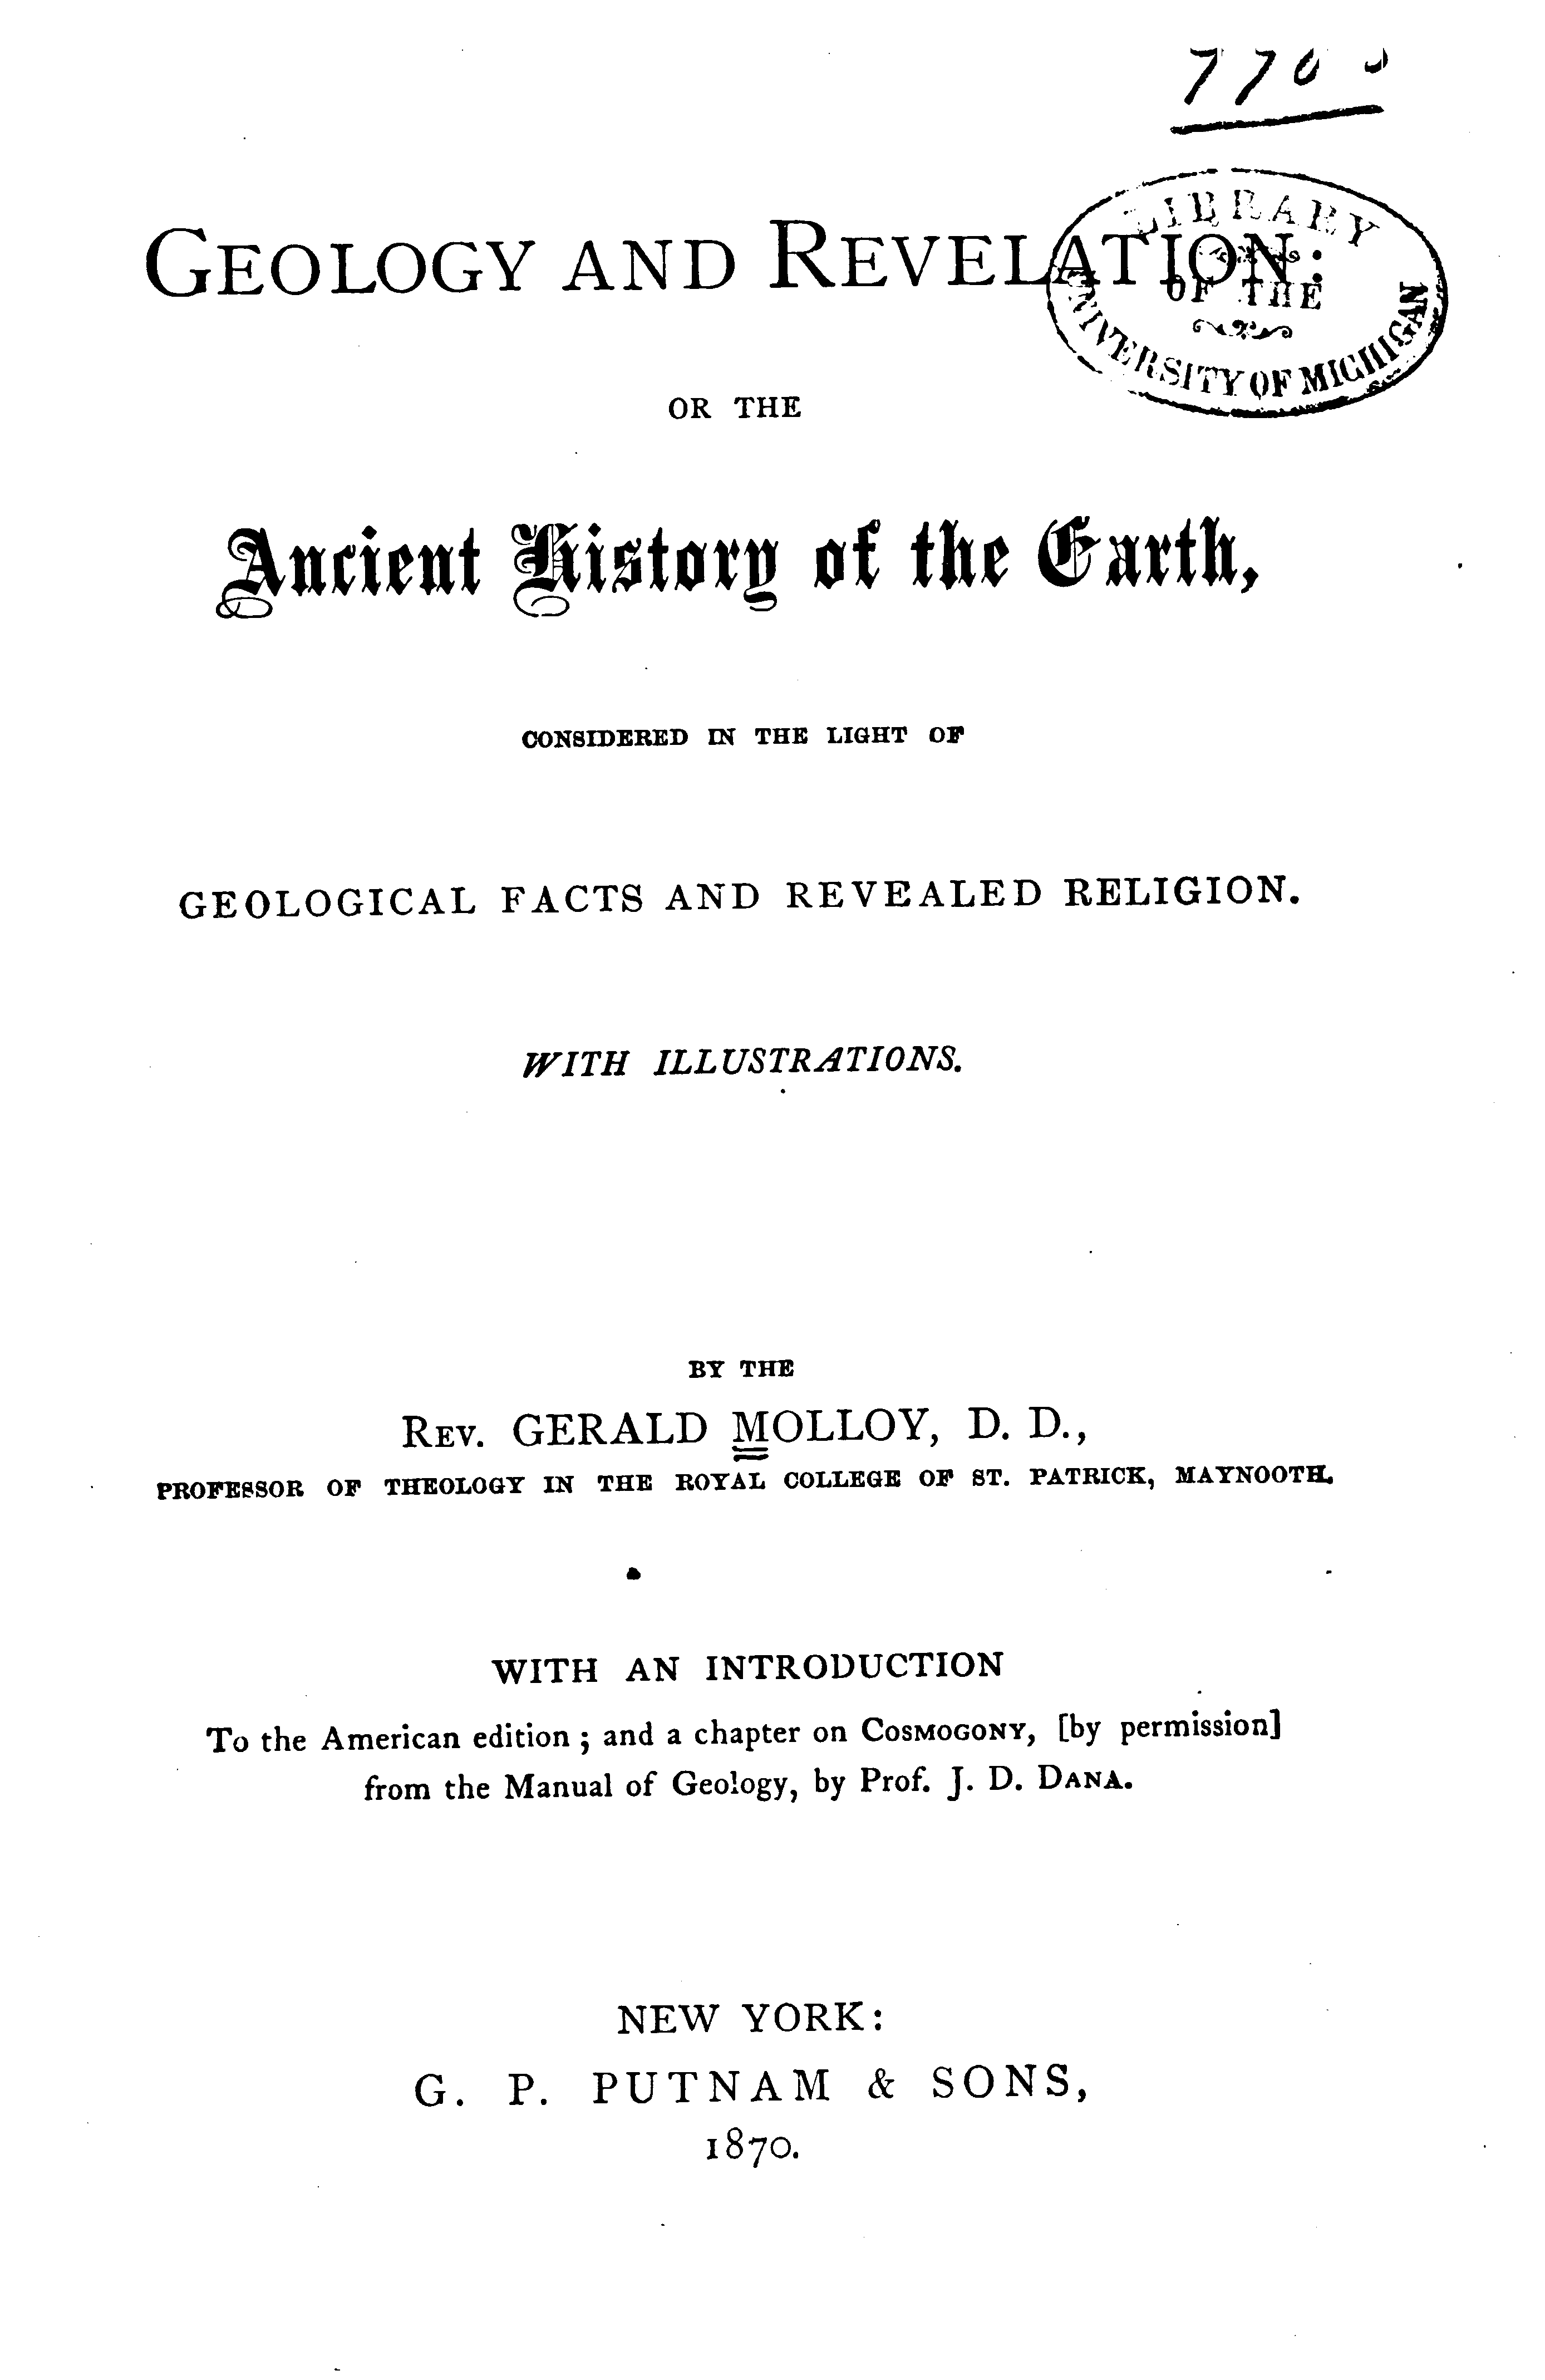 GEOLOGY AND REVELATION:
LIBRARY
OF THE
UNIVERSITY OF MICHIGAN
OR THE
Ancient History of the Earth,
CONSIDERED IN THE LIGHT OF
GEOLOGICAL FACTS AND REVEALED RELIGION.
WITH ILLUSTRATIONS.
BY THE
REV. GERALD MOLLOY, D. D.,
PROFESSOR OF THEOLOGY IN THE ROYAL COLLEGE OF ST. PATRICK, MAYNOOTH.
WITH AN INTRODUCTION
To the American edition ; and a chapter on COSMOGONY, [by permission]
from the Manual of Geology, by Prof. J. D. DANA.
NEW YORK:
G. P. PUTNAM & SONS,
1870.